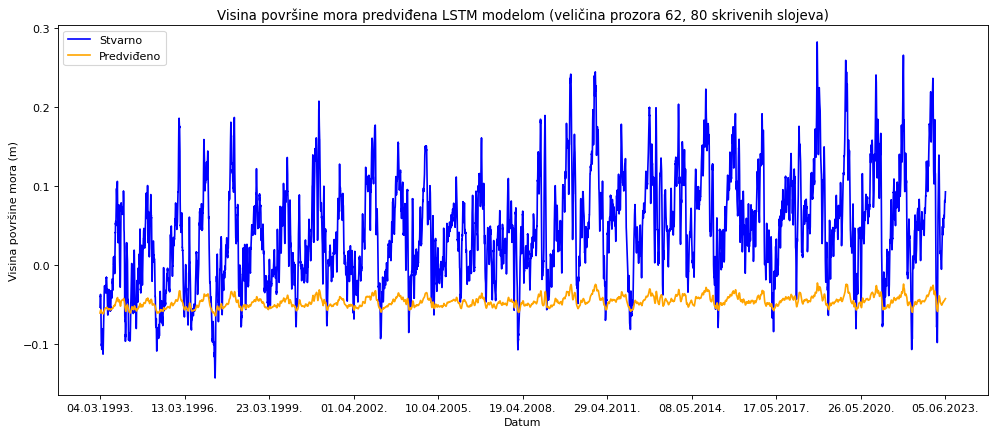 Visina površine mora predviđena LSTM modelom (veličina prozora 62, 80 skrivenih slojeva)
Stvarno
Predviđeno
Visina površine mora (m)
0.3
0.2
0.1
0.0
−0.1
04.03.1993. 13.03.1996. 23.03.1999. 01.04.2002. 10.04.2005. 19.04.2008. 29.04.2011. 08.05.2014. 17.05.2017. 26.05.2020. 05.06.2023.
Datum